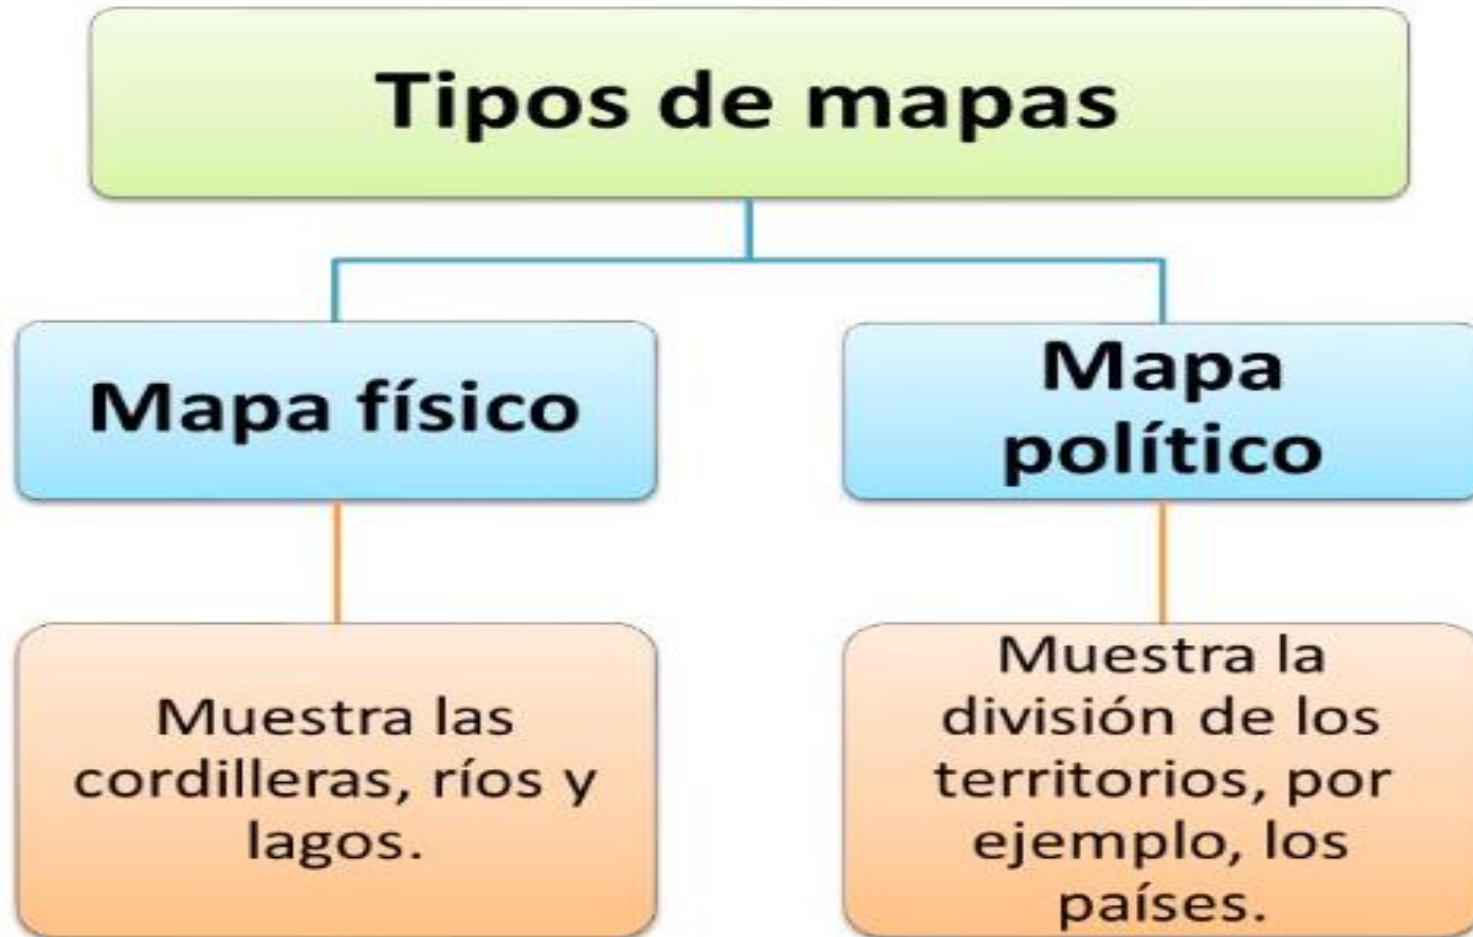 Tipos de mapas
Mapa físico
Mapa
político
Muestra las
cordilleras, ríos y
lagos.
Muestra la
división de los
territorios, por
ejemplo, los
países.